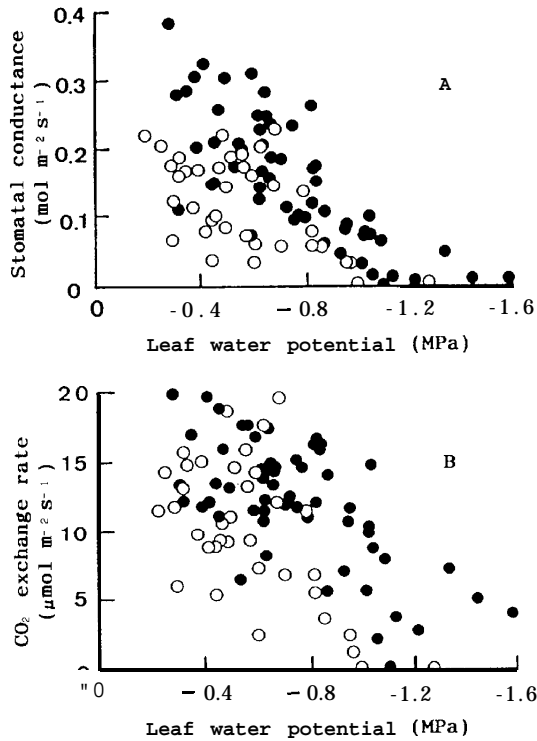 0.4
0.3
0.2
0.1
0
Stomatal conductance
(mol m⁻² s⁻¹)
A
0 -0.4 -0.8 -1.2 -1.6
Leaf water potential (MPa)
20
15
10
5
CO₂ exchange rate
(μmol m⁻² s⁻¹)
B
"0 -0.4 -0.8 -1.2 -1.6
Leaf water potential (MPa)